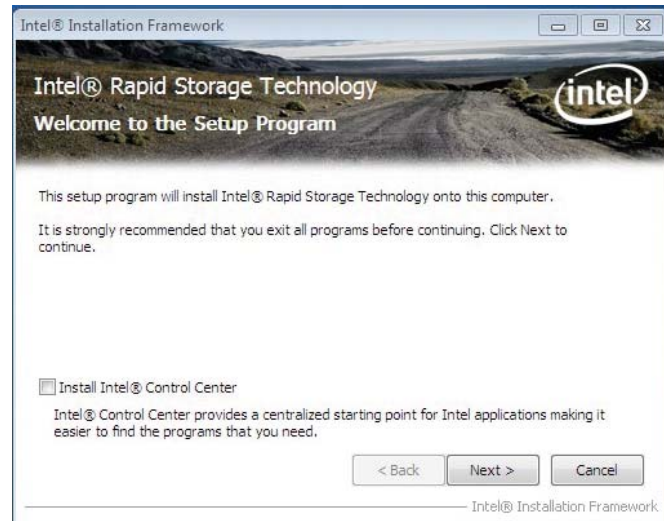 Intel® Installation Framework
Intel® Rapid Storage Technology
intel
Welcome to the Setup Program
This setup program will install Intel® Rapid Storage Technology onto this computer.
It is strongly recommended that you exit all programs before continuing. Click Next to
continue.
Install Intel® Control Center
Intel® Control Center provides a centralized starting point for Intel applications making it
easier to find the programs that you need.
< Back Next > Cancel
Intel® Installation Framework